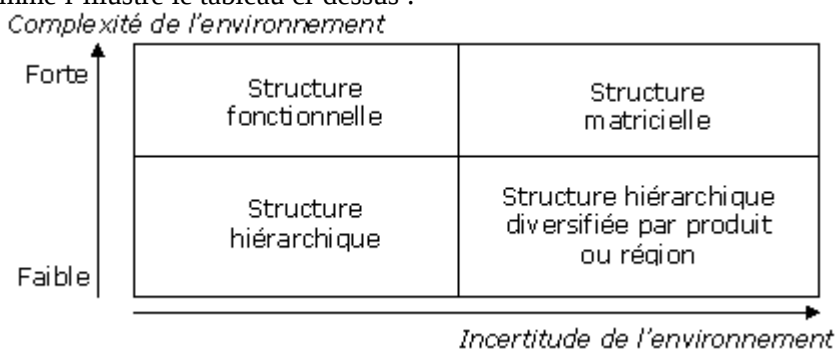 mme l'illustre le tableau ci-dessus :
Complexité de l'environnement
Forte
Structure
fonctionnelle
Structure
matricielle
Structure
hiérarchique
Structure hiérarchique
diversifiée par produit
ou région
Faible
Incertitude de l'environnement